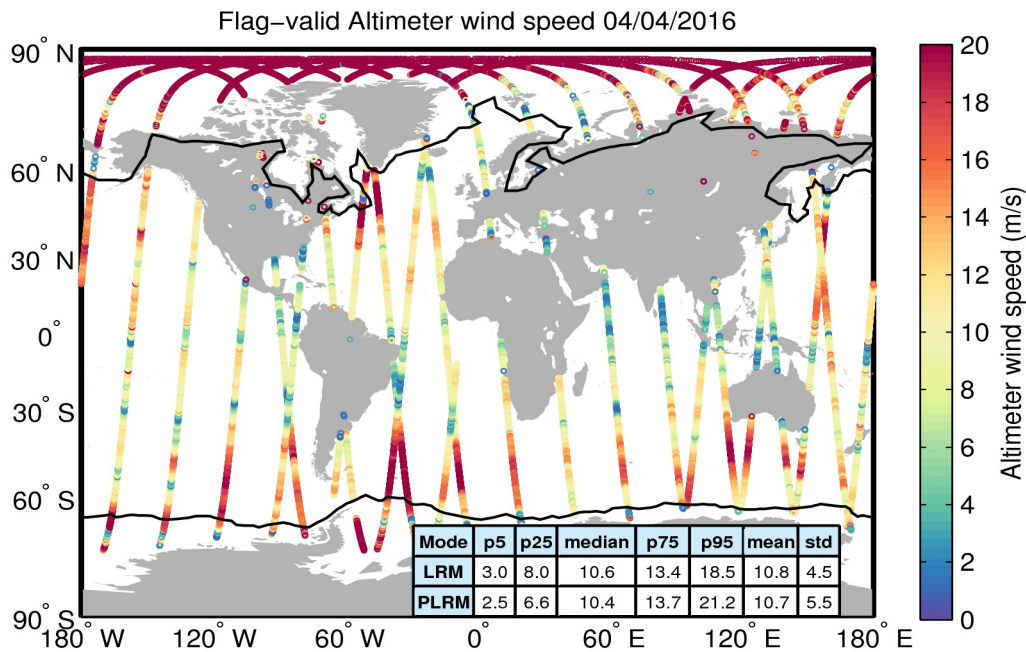 Flag−valid Altimeter wind speed 04/04/2016
90° N
60° N
30° N
0°
30° S
60° S
90° S
180° W
120° W
60° W
0°
60° E
120° E
180° E
Mode p5 p25 median p75 p95 mean std
LRM 3.0 8.0 10.6 13.4 18.5 10.8 4.5
PLRM 2.5 6.6 10.4 13.7 21.2 10.7 5.5
20
18
16
14
12
10
8
6
4
2
0
Altimeter wind speed (m/s)